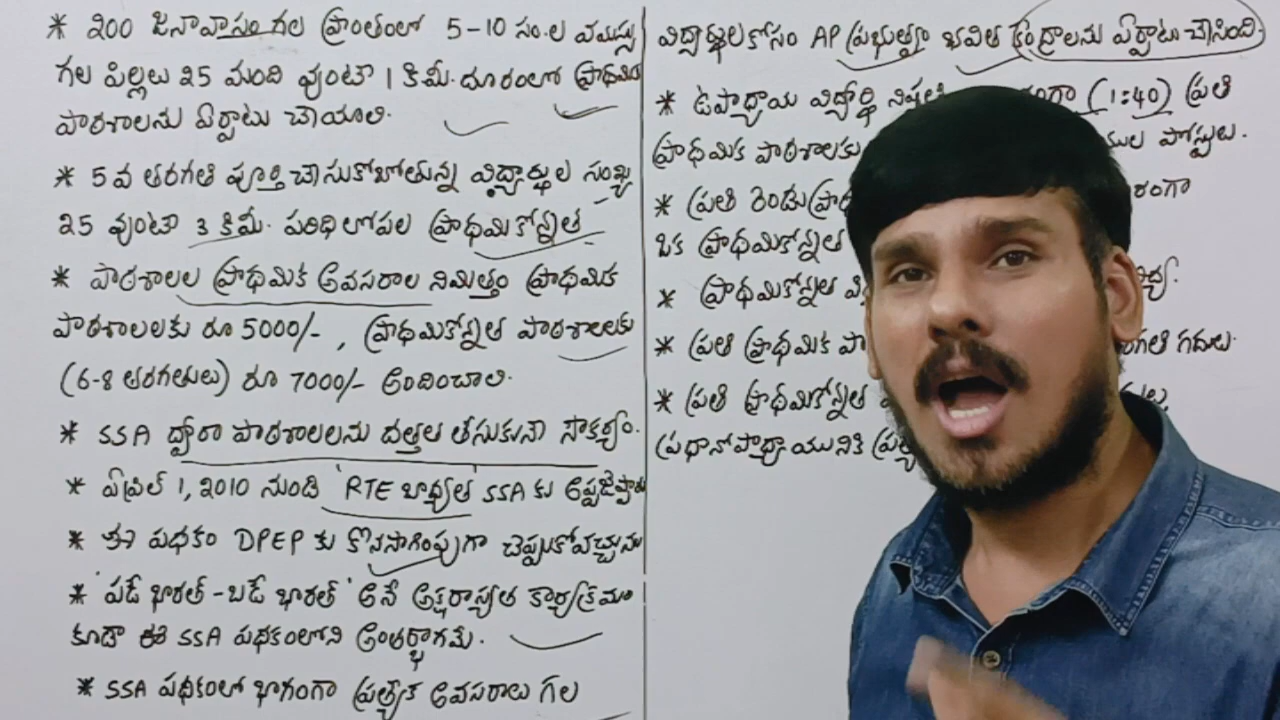 * 200 జనావాసం గల ప్రాంతంలో 5-10 సం.ల వయస్సు
గల పిల్లలు 25 మంది వుంటే 1 కి.మీ. దూరంలో ప్రాథమిక
పాఠశాలను ఏర్పాటు చేయాలి.
* 5వ తరగతి పూర్తి చేసుకోబోతున్న విద్యార్థుల సంఖ్య
25 వుంటే 3 కి.మీ. పరిధిలోపల ప్రాథమికోన్నత
* పాఠశాలల ప్రాథమిక అవసరాల నిమిత్తం ప్రాథమిక
పాఠశాలలకు రూ 5000/-, ప్రాథమికోన్నత పాఠశాలలకు
(6-8 తరగతులు) రూ 7000/- అందించాలి.
* SSA ద్వారా పాఠశాలలను దత్తత తీసుకునే సౌకర్యం.
* ఏప్రిల్ 1, 2010 నుండి 'RTE బాధ్యత SSA కు అప్పజెప్పారు
* ఈ పథకం DPEP కు కొనసాగింపుగా చెప్పుకోవచ్చును
* 'పడే భారత్-బడే భారత్' అనే అక్షరాస్యత కార్యక్రమం
కూడా ఈ SSA పథకంలోని అంతర్భాగమే.
* SSA పథకంలో భాగంగా ప్రత్యేక అవసరాలు గల
విద్యార్థుల కోసం AP ప్రభుత్వం భవిత కేంద్రాలను ఏర్పాటు చేసింది.
* ఉపాధ్యాయ విద్యార్థి (1:40) ప్రతి
ప్రాథమిక పాఠశాలకు పోస్టులు.
* ప్రతి రెండు
ఒక ప్రాథమికోన్నత
* ప్రాథమికోన్నత
* ప్రతి ప్రాథమిక గదులు.
* ప్రతి ప్రాథమికోన్నత
ప్రధానోపాధ్యాయునికి